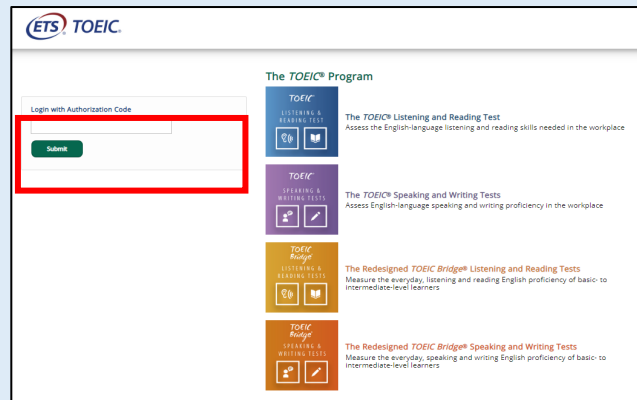 ETS TOEIC®
Login with Authorization Code
Submit
The TOEIC® Program
TOEIC
LISTENING &
READING TEST
The TOEIC® Listening and Reading Test
Assess the English-language listening and reading skills needed in the workplace
TOEIC
SPEAKING &
WRITING TESTS
The TOEIC® Speaking and Writing Tests
Assess English-language speaking and writing proficiency in the workplace
TOEIC
Bridge
LISTENING &
READING TESTS
The Redesigned TOEIC Bridge® Listening and Reading Tests
Measure the everyday, listening and reading English proficiency of basic- to
intermediate-level learners
TOEIC
Bridge
SPEAKING &
WRITING TESTS
The Redesigned TOEIC Bridge® Speaking and Writing Tests
Measure the everyday, speaking and writing English proficiency of basic- to
intermediate-level learners